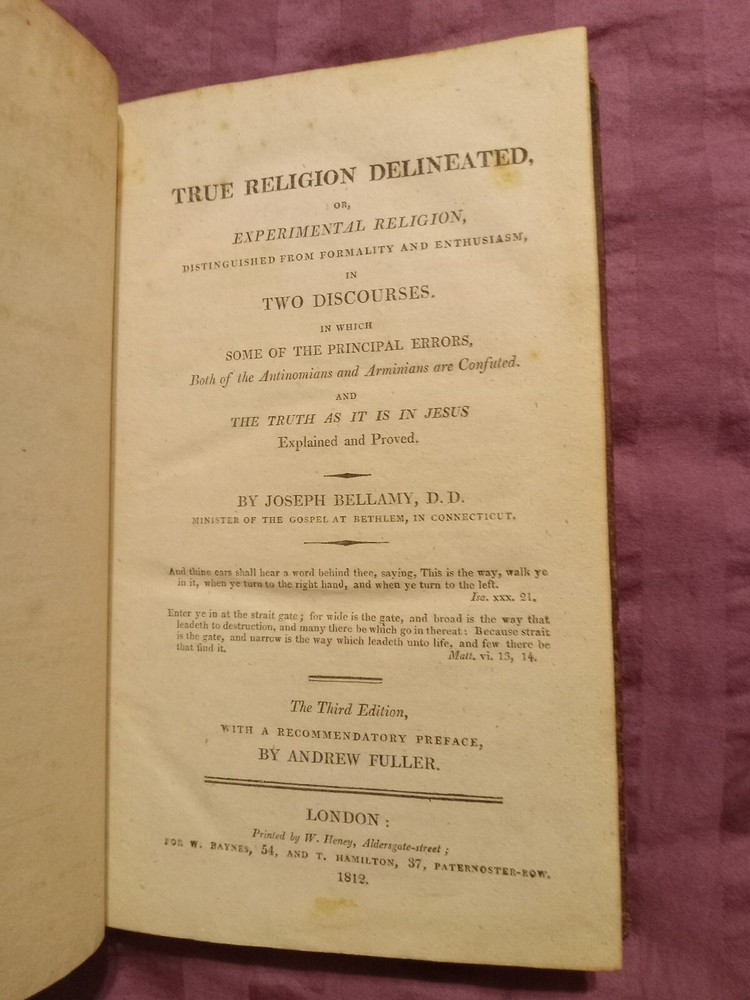 TRUE RELIGION DELINEATED,
OR,
EXPERIMENTAL RELIGION,
DISTINGUISHED FROM FORMALITY AND ENTHUSIASM,
IN
TWO DISCOURSES.
IN WHICH
SOME OF THE PRINCIPAL ERRORS,
Both of the Antinomians and Arminians are Confuted.
AND
THE TRUTH AS IT IS IN JESUS
Explained and Proved.
BY JOSEPH BELLAMY, D. D.
MINISTER OF THE GOSPEL AT BETHLEM, IN CONNECTICUT.
And thine ears shall hear a word behind thee, saying, This is the way, walk ye
in it, when ye turn to the right hand, and when ye turn to the left.
Isa. xxx. 21.
Enter ye in at the strait gate; for wide is the gate, and broad is the way that
leadeth to destruction, and many there be which go in thereat: Because strait
is the gate, and narrow is the way which leadeth unto life, and few there be
that find it.
Matt. vi. 13, 14.
The Third Edition,
WITH A RECOMMENDATORY PREFACE,
BY ANDREW FULLER.
LONDON:
Printed by W. Heney, Aldersgate-street;
FOR W. BAYNES, 54, AND T. HAMILTON, 37, PATERNOSTER-ROW.
1812.